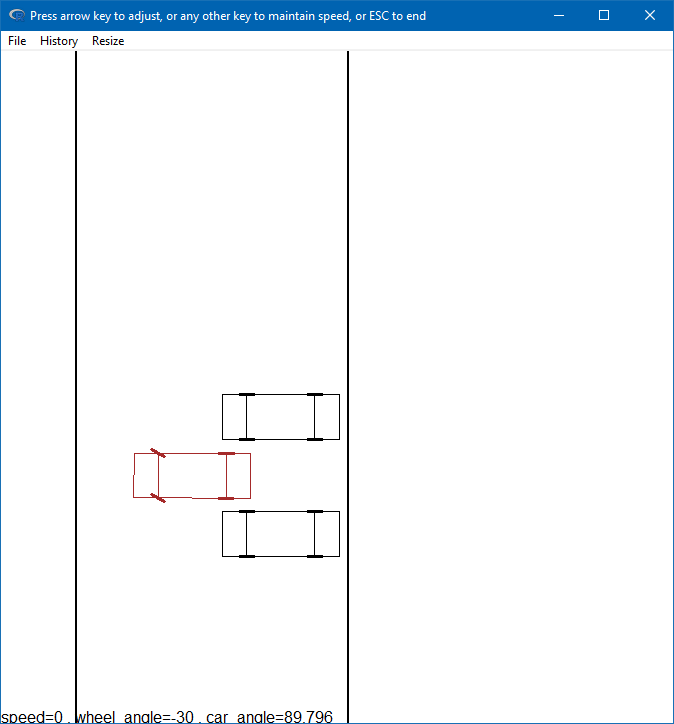 Press arrow key to adjust, or any other key to maintain speed, or ESC to end
File History Resize
speed=0 , wheel_angle=-30 , car_angle=89.796